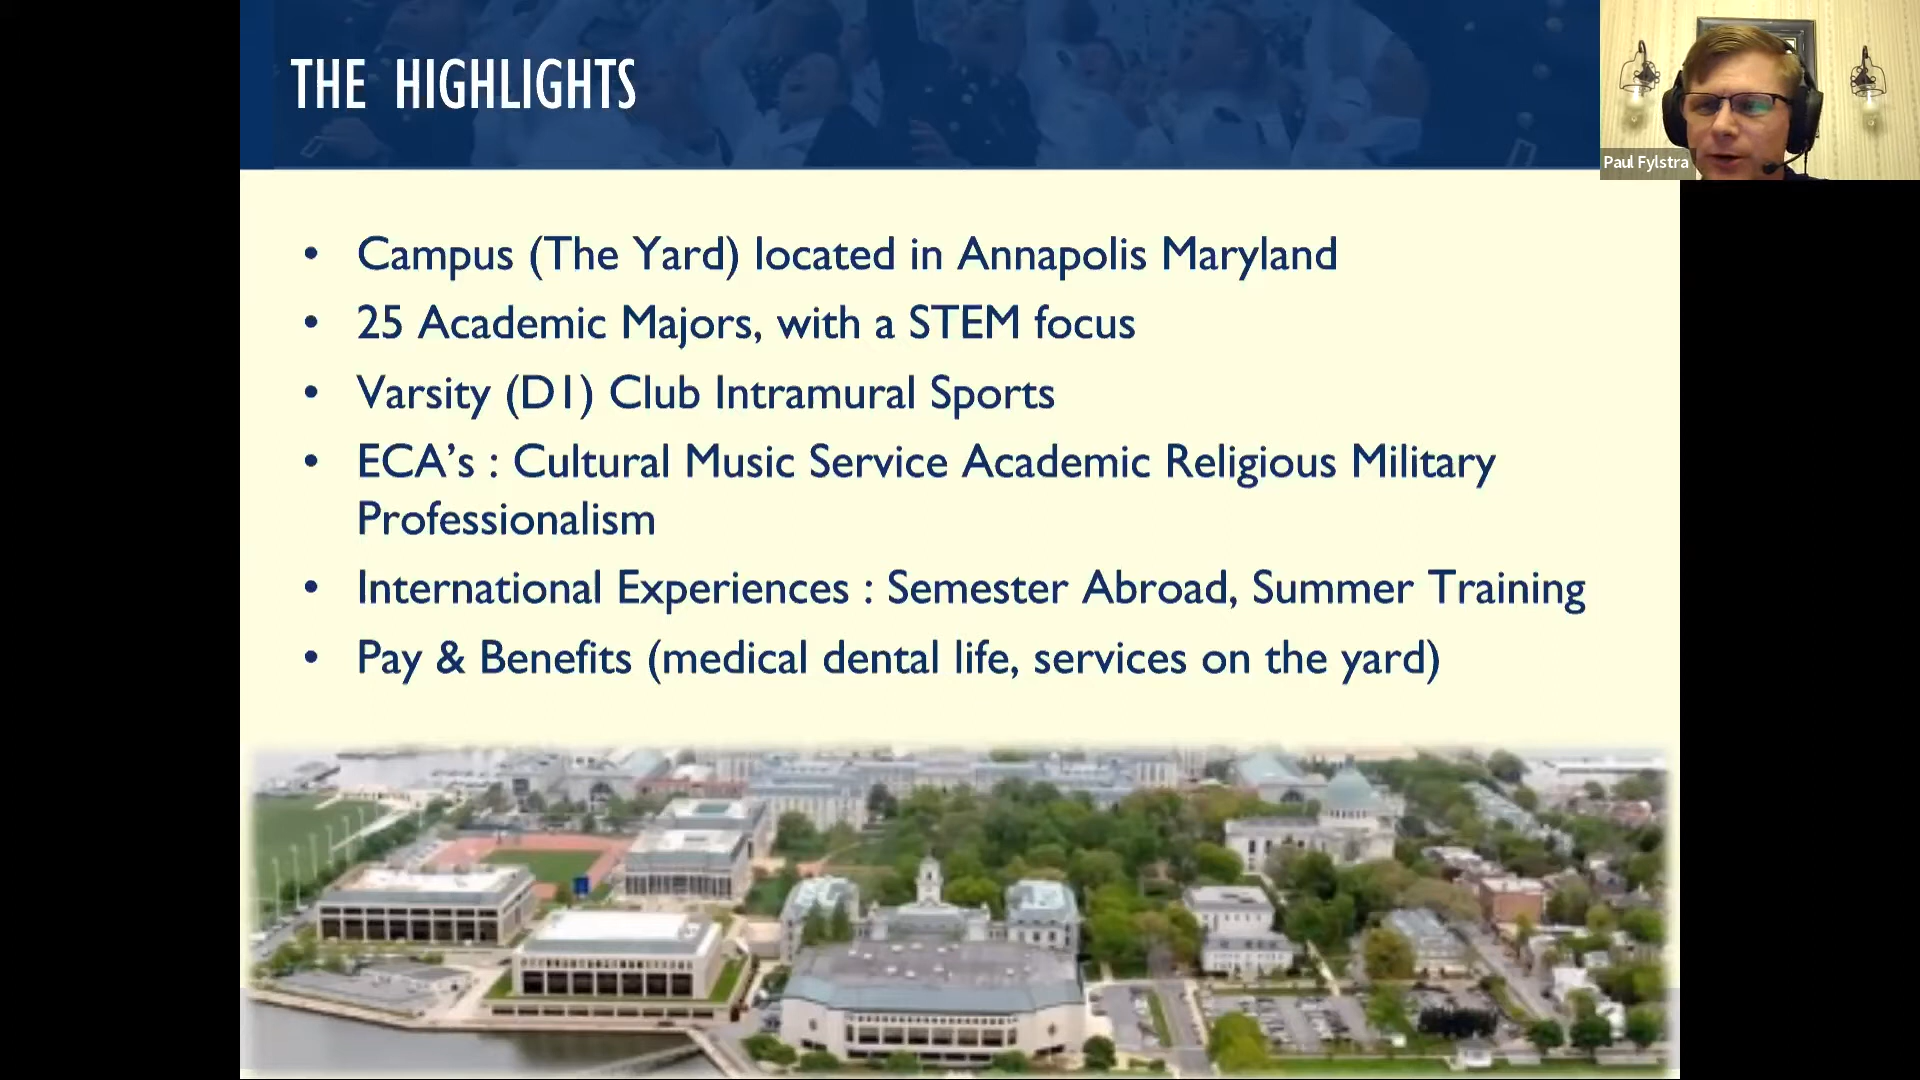 THE HIGHLIGHTS
Paul Fylstra
• Campus (The Yard) located in Annapolis Maryland
• 25 Academic Majors, with a STEM focus
• Varsity (D1) Club Intramural Sports
• ECA’s : Cultural Music Service Academic Religious Military
Professionalism
• International Experiences : Semester Abroad, Summer Training
• Pay & Benefits (medical dental life, services on the yard)